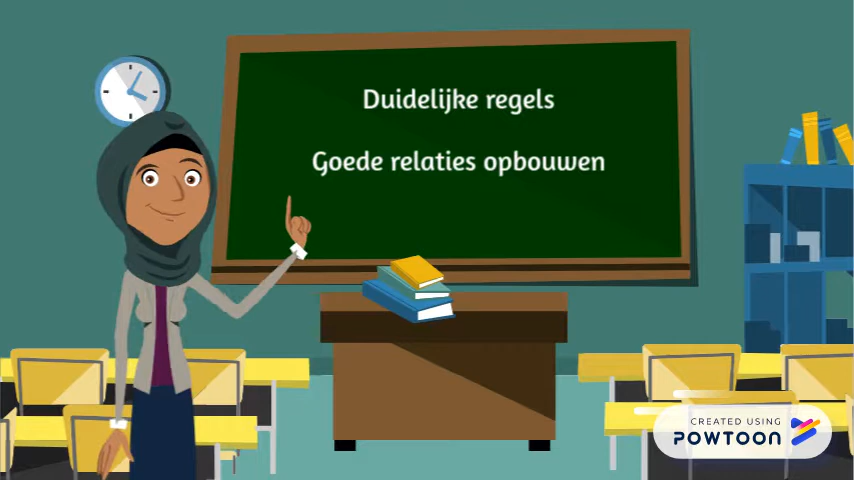 Duidelijke regels
Goede relaties opbouwen
CREATED USING
POWTOON